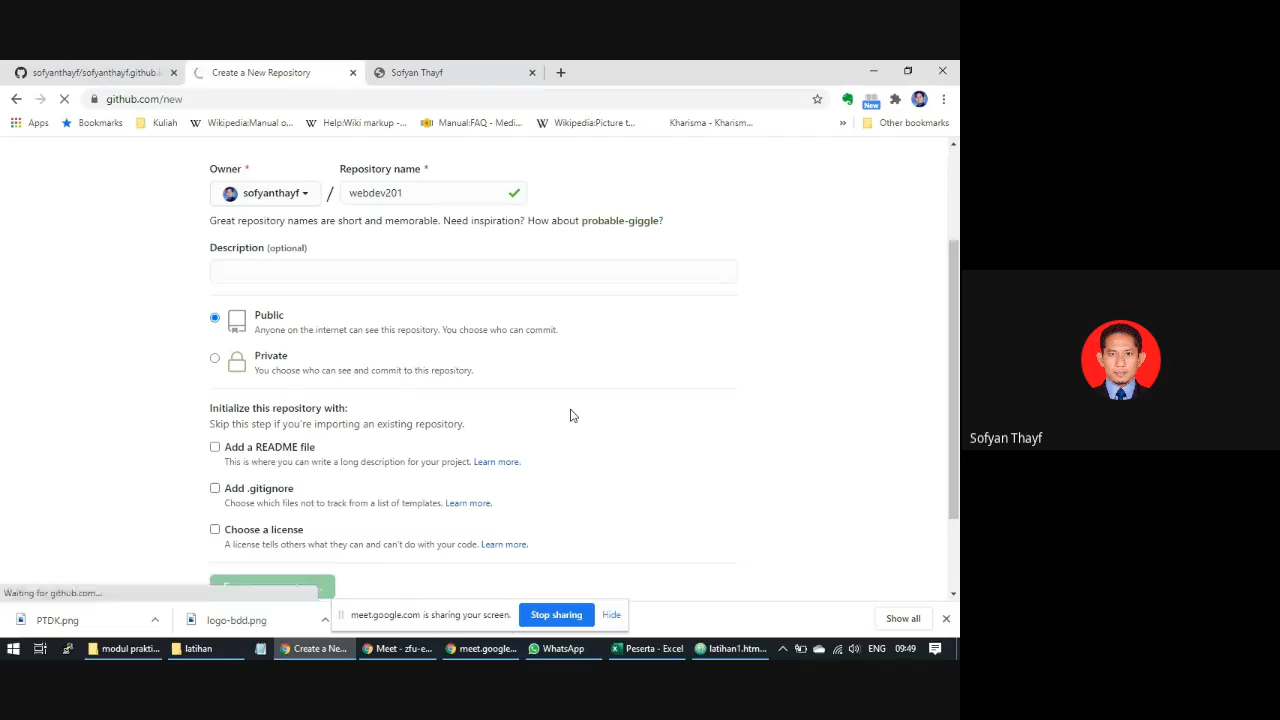 sofyanthayf/sofyanthayf.github.i
Create a New Repository
Sofyan Thayf
github.com/new
New
Apps
Bookmarks
Kuliah
Wikipedia:Manual o...
Help:Wiki markup -...
Manual:FAQ - Medi...
Wikipedia:Picture t...
Kharisma - Kharism...
»
Other bookmarks
Owner *
Repository name *
sofyanthayf
/
webdev201
Great repository names are short and memorable. Need inspiration? How about probable-giggle?
Description (optional)
Public
Anyone on the internet can see this repository. You choose who can commit.
Private
You choose who can see and commit to this repository.
Initialize this repository with:
Skip this step if you're importing an existing repository.
Add a README file
This is where you can write a long description for your project. Learn more.
Add .gitignore
Choose which files not to track from a list of templates. Learn more.
Choose a license
A license tells others what they can and can't do with your code. Learn more.
Waiting for github.com...
PTDK.png
logo-bdd.png
meet.google.com is sharing your screen.
Stop sharing
Hide
Show all
modul prakti...
latihan
Create a Ne...
Meet - zfu-e...
meet.google...
WhatsApp
Peserta - Excel
latihan1.htm...
ENG
09:49
Sofyan Thayf